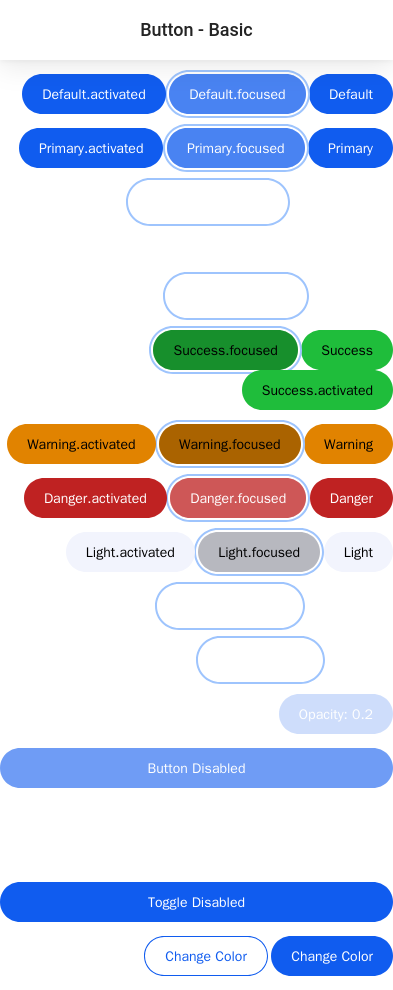 Button - Basic
Default.activated Default.focused Default
Primary.activated Primary.focused Primary
Success.focused Success
Success.activated
Warning.activated Warning.focused Warning
Danger.activated Danger.focused Danger
Light.activated Light.focused Light
Opacity: 0.2
Button Disabled
Toggle Disabled
Change Color Change Color